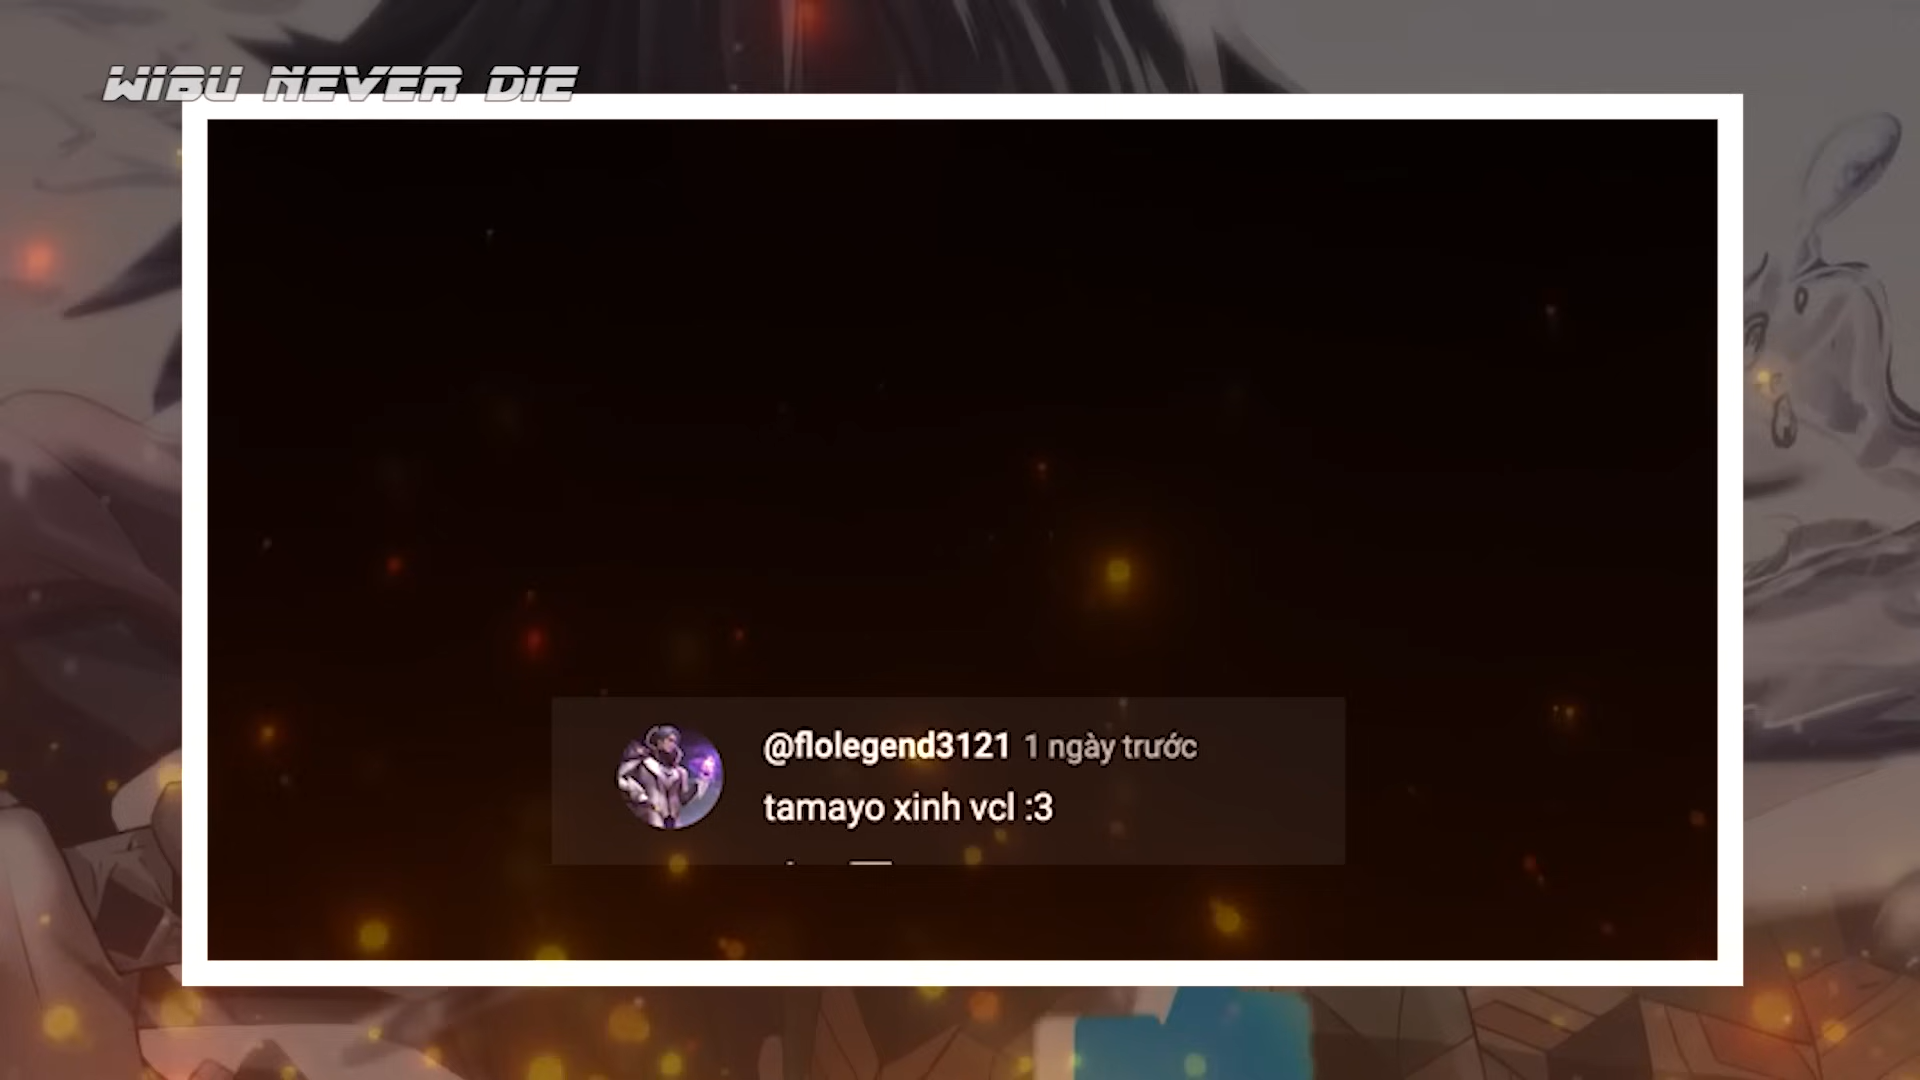 WIBU NEVER DIE
@flolegend3121 1 ngày trước
tamayo xinh vcl :3